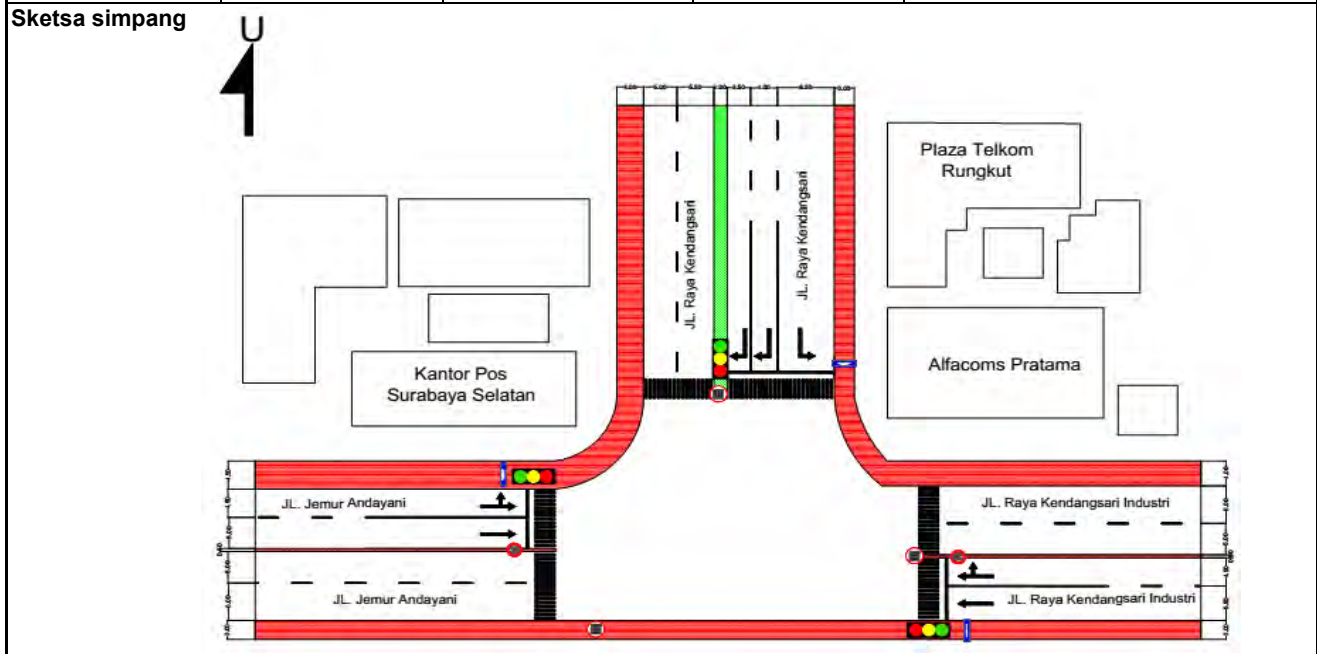 Sketsa simpang
U
Plaza Telkom
Rungkut
JL. Raya Kendangsari
JL. Raya Kendangsari
Kantor Pos
Surabaya Selatan
Alfacoms Pratama
JL. Jemur Andayani
JL. Raya Kendangsari Industri
JL. Jemur Andayani
JL. Raya Kendangsari Industri